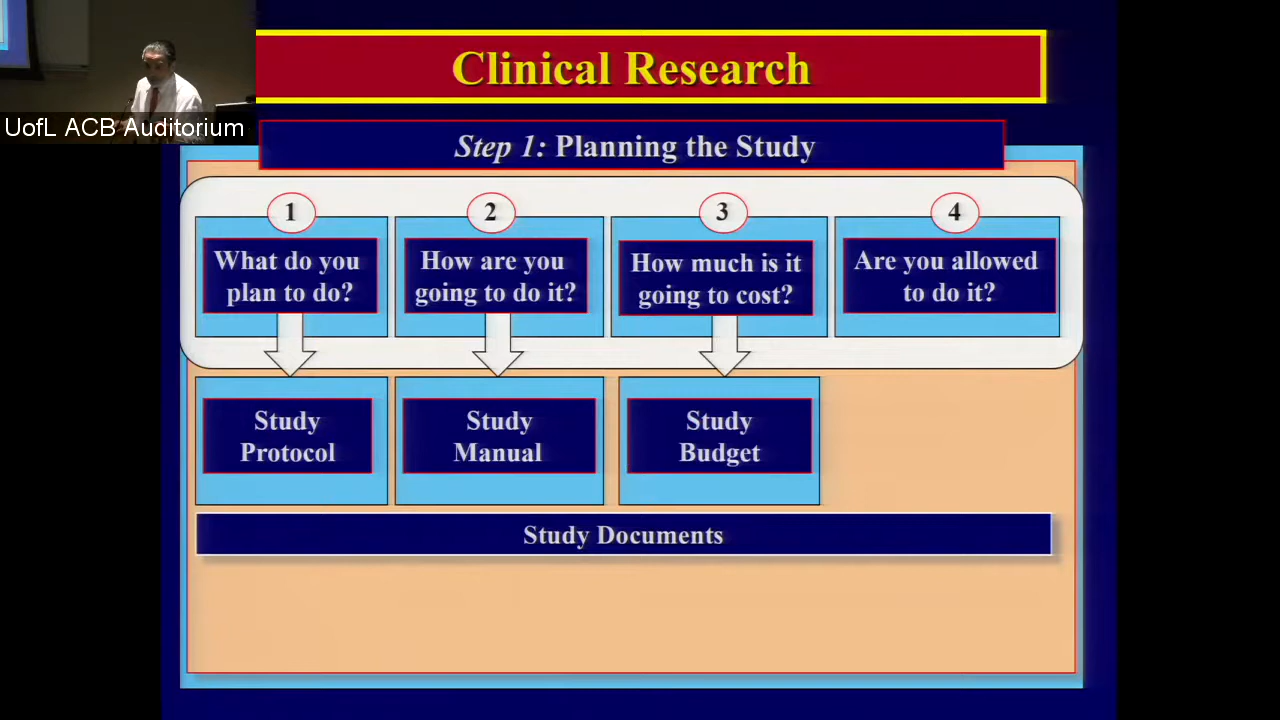 Clinical Research
UofL ACB Auditorium
Step 1: Planning the Study
1
2
3
4
What do you
plan to do?
How are you
going to do it?
How much is it
going to cost?
Are you allowed
to do it?
Study
Protocol
Study
Manual
Study
Budget
Study Documents